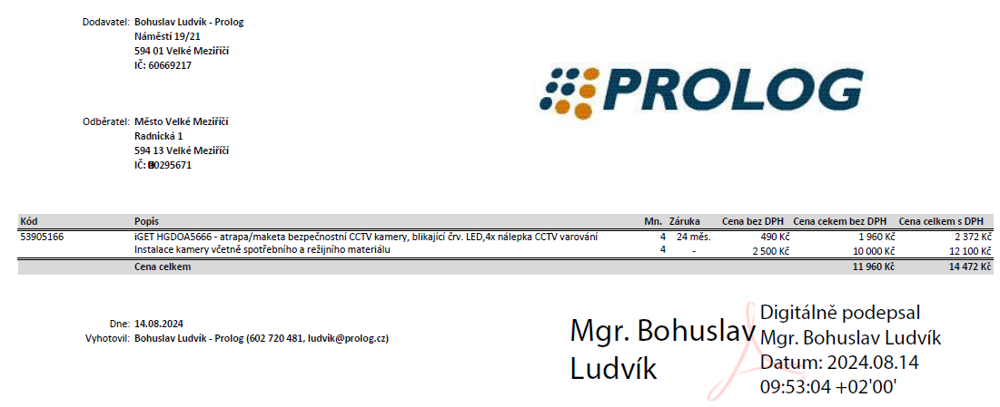 Dodavatel: Bohuslav Ludvík - Prolog
Náměstí 19/21
594 01 Velké Meziříčí
IČ: 60669217
PROLOG
Odběratel: Město Velké Meziříčí
Radnická 1
594 13 Velké Meziříčí
IČ: 00295671
Kód Popis Mn. Záruka Cena bez DPH Cena cekem bez DPH Cena celkem s DPH
53905166 iGET HGDOA5666 - atrapa/maketa bezpečnostní CCTV kamery, blikající črv. LED,4x nálepka CCTV varování 4 24 měs. 490 Kč 1 960 Kč 2 372 Kč
Instalace kamery včetně spotřebního a režijního materiálu 4 - 2 500 Kč 10 000 Kč 12 100 Kč
Cena celkem 11 960 Kč 14 472 Kč
Dne: 14.08.2024
Vyhotovil: Bohuslav Ludvík - Prolog (602 720 481, ludvik@prolog.cz)
Mgr. Bohuslav
Ludvík
Digitálně podepsal
Mgr. Bohuslav Ludvík
Datum: 2024.08.14
09:53:04 +02'00'